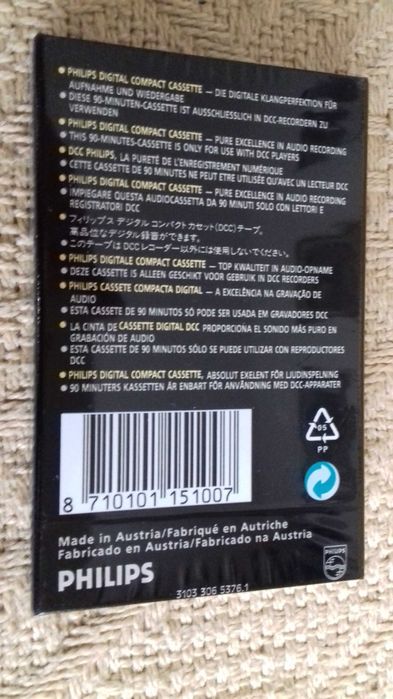 • PHILIPS DIGITAL COMPACT CASSETTE — DIE DIGITALE KLANGPERFEKTION FÜR
AUFNAHME UND WIEDERGABE
• DIESE 90-MINUTEN-CASSETTE IST AUSSCHLIESSLICH IN DCC-RECORDERN ZU
VERWENDEN
• PHILIPS DIGITAL COMPACT CASSETTE — PURE EXCELLENCE IN AUDIO RECORDING
• THIS 90-MINUTES-CASSETTE IS ONLY FOR USE WITH DCC PLAYERS
• DCC PHILIPS, LA PURETÉ DE L'ENREGISTREMENT NUMÉRIQUE
• CETTE CASSETTE DE 90 MINUTES NE PEUT ETRE UTILISÉE QU'AVEC UN LECTEUR DCC
• PHILIPS DIGITAL COMPACT CASSETTE — PURE EXCELLENCE IN AUDIO RECORDING
• IMPIEGARE QUESTA AUDIOCASSETTA DA 90 MINUTI SOLO CON LETTORI E
REGISTRATORI DCC
• フィリップス デジタル コンパクト カセット(DCC)テープ。
高品位なデジタル録音ができます。
• このテープは DCCレコーダー以外には使用しないでください。
• PHILIPS DIGITALE COMPACT CASSETTE — TOP KWALITEIT IN AUDIO-OPNAME
• DEZE CASSETTE IS ALLEEN GESCHIKT VOOR GEBRUIK IN DCC RECORDERS
• PHILIPS CASSETE COMPACTA DIGITAL — A EXCELÊNCIA NA GRAVAÇÃO DE
AUDIO
• ESTA CASSETE DE 90 MINUTOS SÓ PODE SER USADA EM GRAVADORES DCC
• LA CINTA DE CASSETTE DIGITAL DCC PROPORCIONA EL SONIDO MÁS PURO EN
GRABACIÓN DE AUDIO
• ESTA CASSETTE DE 90 MINUTOS SÓLO SE PUEDE UTILIZAR CON REPRODUCTORES
DCC
• PHILIPS DIGITAL COMPACT CASSETTE, ABSOLUT EXELENT FÖR LJUDINSPELNING
• 90 MINUTERS KASSETTEN ÄR ENBART FÖR ANVÄNDNING MED DCC-APPARATER
05
PP
8 710101 151007
Made in Austria/Fabriqué en Autriche
Fabricado en Austria/Fabricado na Austria
PHILIPS
PHILIPS
3103 306 5376.1